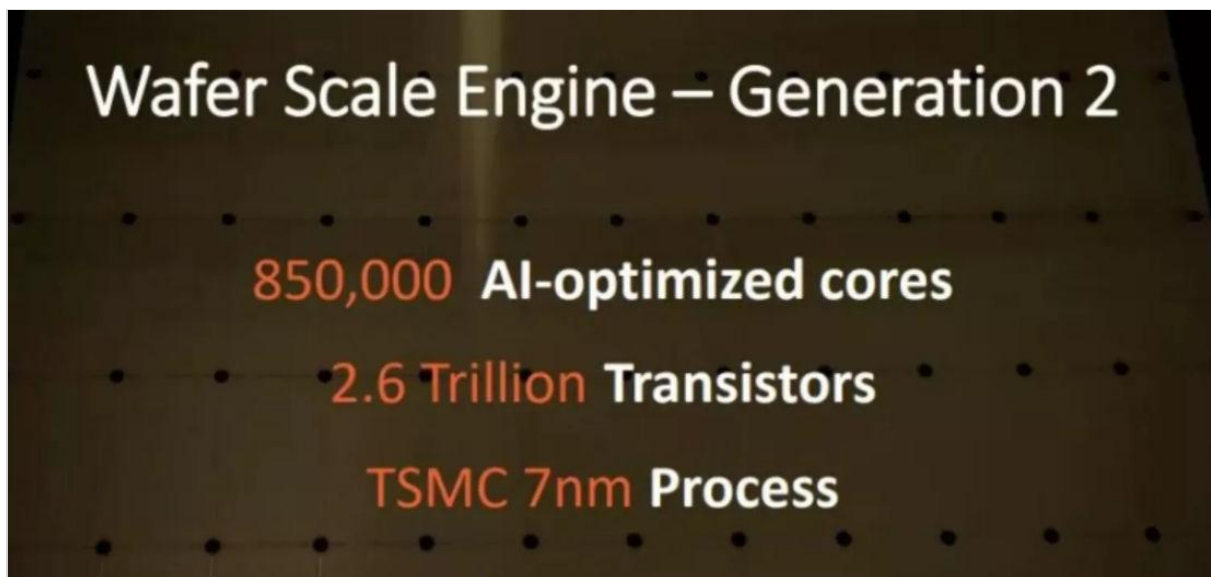 Wafer Scale Engine – Generation 2
850,000 AI-optimized cores
2.6 Trillion Transistors
TSMC 7nm Process